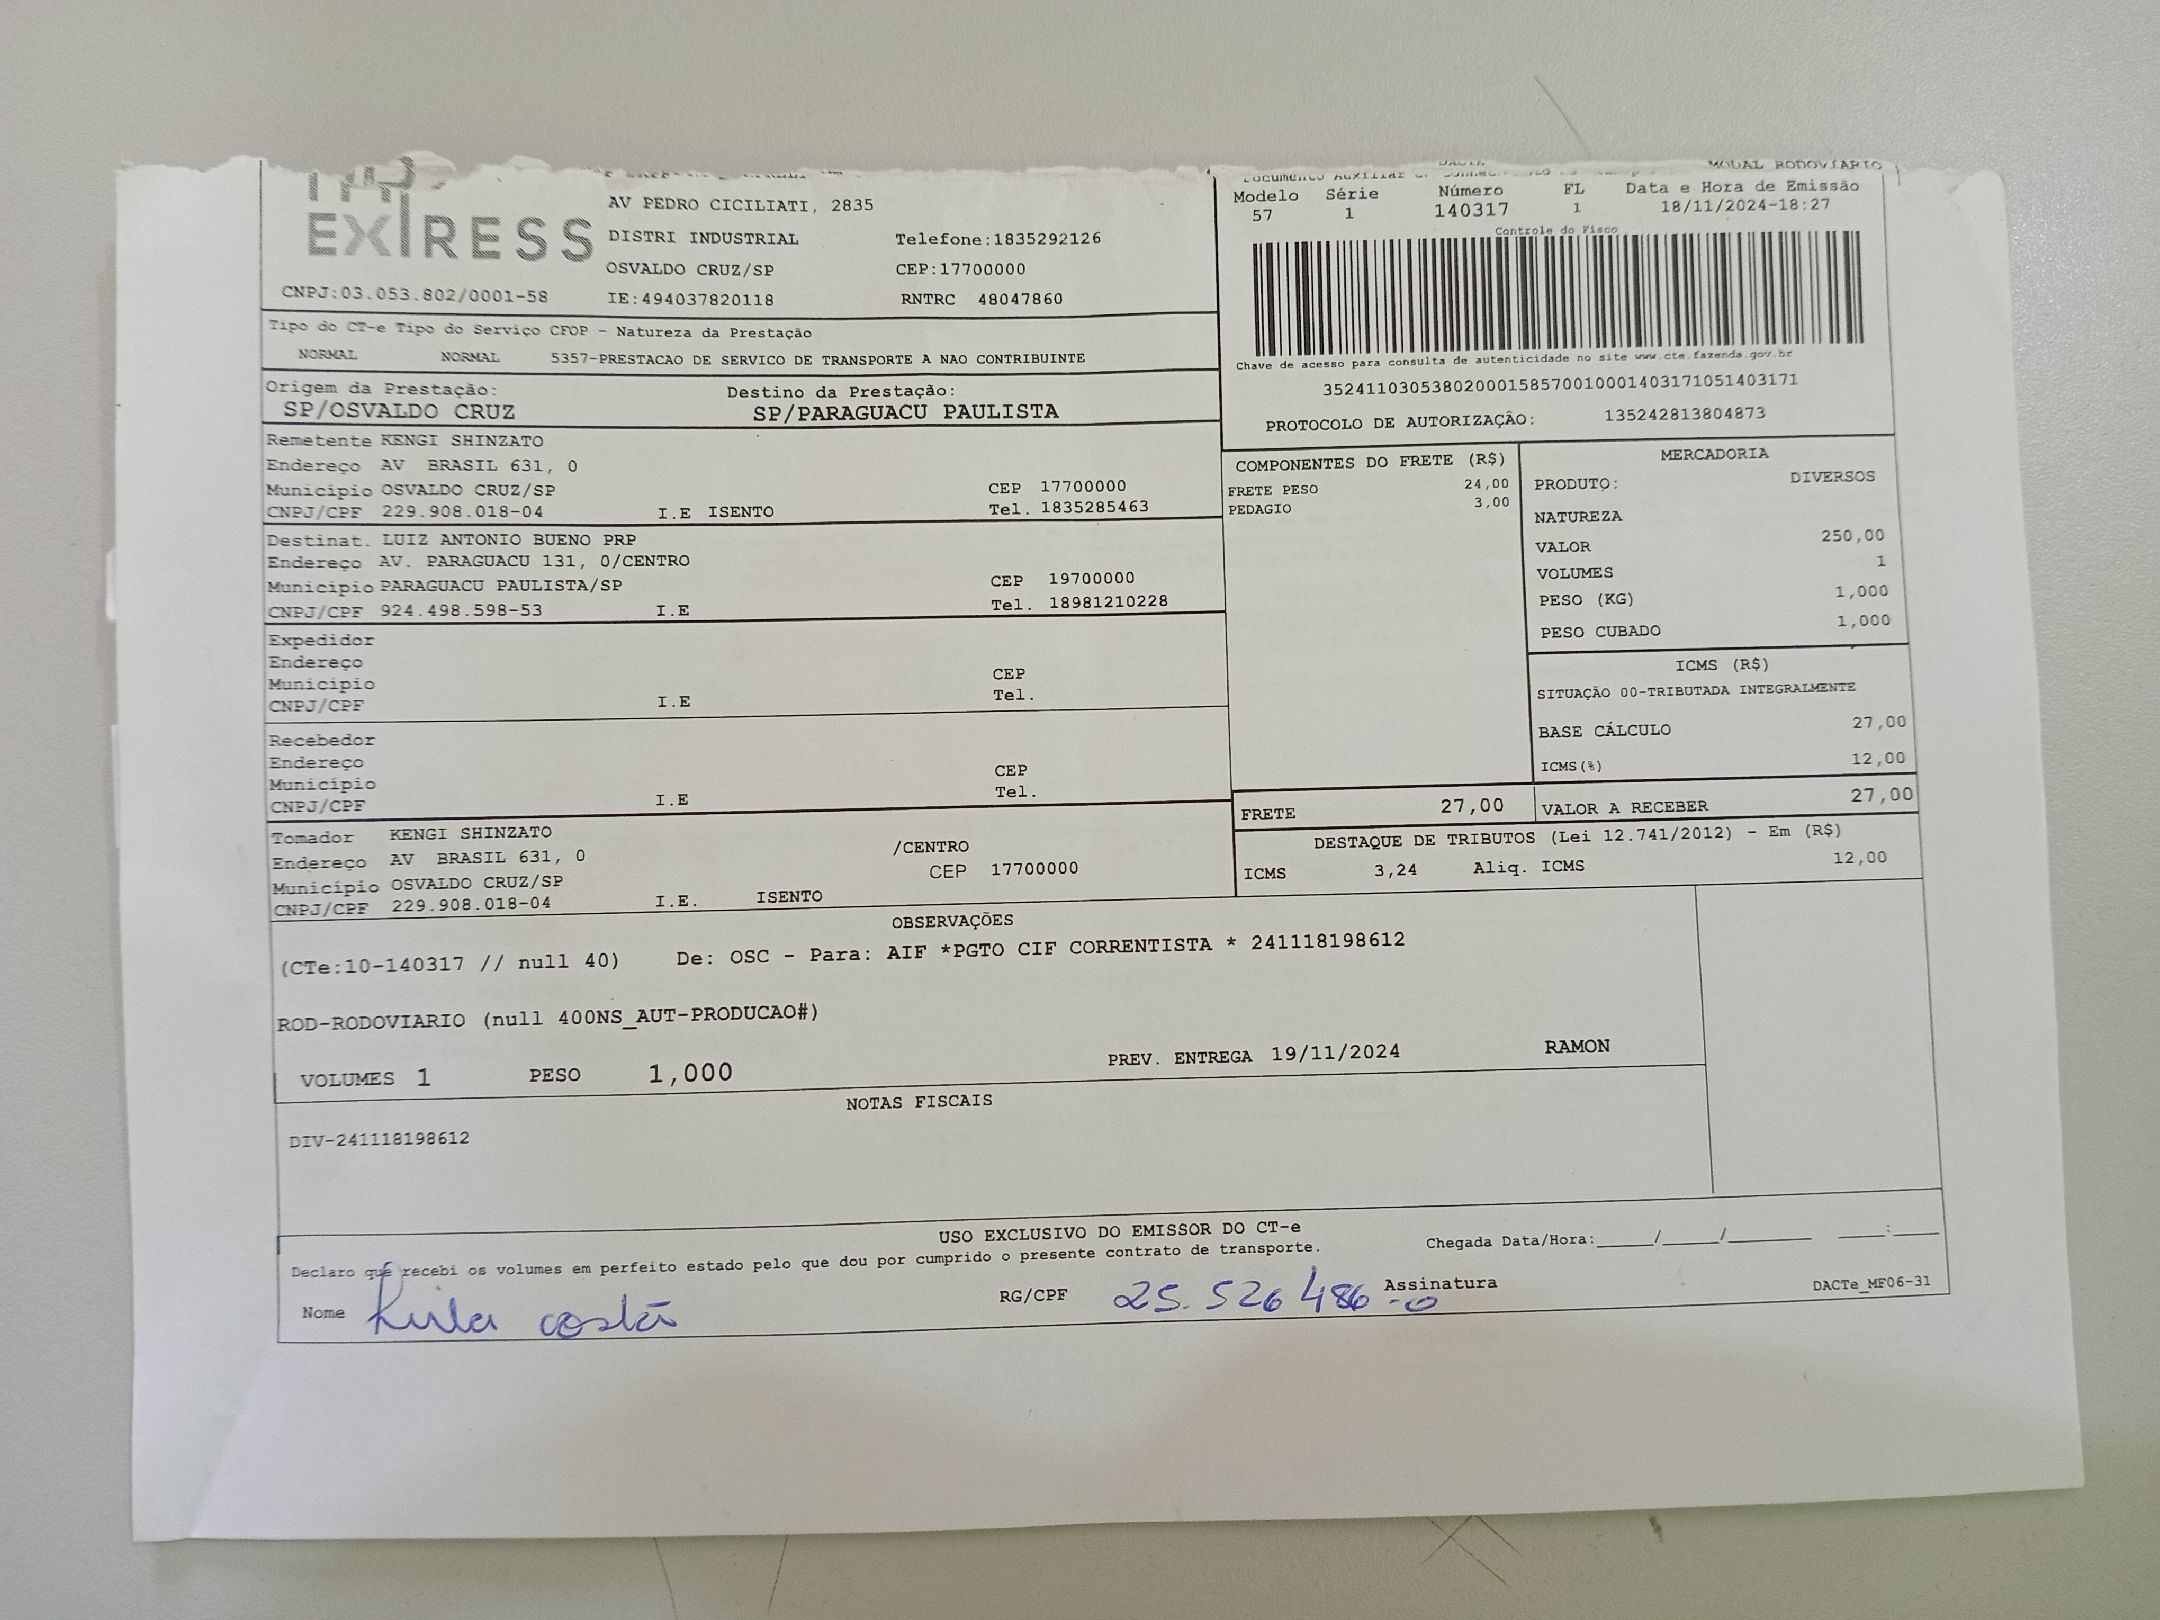 EXPRESS
AV PEDRO CICILIATI, 2835
DISTRI INDUSTRIAL Telefone:1835292126
OSVALDO CRUZ/SP CEP:17700000
CNPJ:03.053.802/0001-58 IE:494037820118 RNTRC 48047860
MODAL RODOVIARIO
Documento Auxiliar
Modelo Série Número FL Data e Hora de Emissão
57 1 140317 1 18/11/2024-18:27
Controle do Fisco
Chave de acesso para consulta de autenticidade no site www.cte.fazenda.gov.br
35241103053802000158570010001403171051403171
PROTOCOLO DE AUTORIZAÇÃO: 135242813804873
Tipo do CT-e Tipo do Serviço CFOP - Natureza da Prestação
NORMAL NORMAL 5357-PRESTACAO DE SERVICO DE TRANSPORTE A NAO CONTRIBUINTE
Origem da Prestação: Destino da Prestação:
SP/OSVALDO CRUZ SP/PARAGUACU PAULISTA
Remetente KENGI SHINZATO
Endereço AV BRASIL 631, 0
Municipio OSVALDO CRUZ/SP CEP 17700000
CNPJ/CPF 229.908.018-04 I.E ISENTO Tel. 1835285463
Destinat. LUIZ ANTONIO BUENO PRP
Endereço AV. PARAGUACU 131, 0/CENTRO
Municipio PARAGUACU PAULISTA/SP CEP 19700000
CNPJ/CPF 924.498.598-53 I.E Tel. 18981210228
Expedidor
Endereço
Município CEP
CNPJ/CPF I.E Tel.
Recebedor
Endereço
Município CEP
CNPJ/CPF I.E Tel.
Tomador KENGI SHINZATO
Endereço AV BRASIL 631, 0 /CENTRO
Município OSVALDO CRUZ/SP CEP 17700000
CNPJ/CPF 229.908.018-04 I.E. ISENTO
COMPONENTES DO FRETE (R$)
FRETE PESO 24,00
PEDAGIO 3,00
FRETE 27,00
MERCADORIA
PRODUTO: DIVERSOS
NATUREZA
VALOR 250,00
VOLUMES 1
PESO (KG) 1,000
PESO CUBADO 1,000
ICMS (R$)
SITUAÇÃO 00-TRIBUTADA INTEGRALMENTE
BASE CÁLCULO 27,00
ICMS(%) 12,00
VALOR A RECEBER 27,00
DESTAQUE DE TRIBUTOS (Lei 12.741/2012) - Em (R$)
ICMS 3,24 Aliq. ICMS 12,00
OBSERVAÇÕES
(CTe:10-140317 // null 40) De: OSC - Para: AIF *PGTO CIF CORRENTISTA * 241118198612
ROD-RODOVIARIO (null 400NS_AUT-PRODUCAO#)
VOLUMES 1 PESO 1,000 PREV. ENTREGA 19/11/2024 RAMON
NOTAS FISCAIS
DIV-241118198612
USO EXCLUSIVO DO EMISSOR DO CT-e
Declaro que recebi os volumes em perfeito estado pelo que dou por cumprido o presente contrato de transporte. Chegada Data/Hora:_____/_____/________ _____:_____
Nome RG/CPF 25.526 486-0 Assinatura DACTe_MF06-31